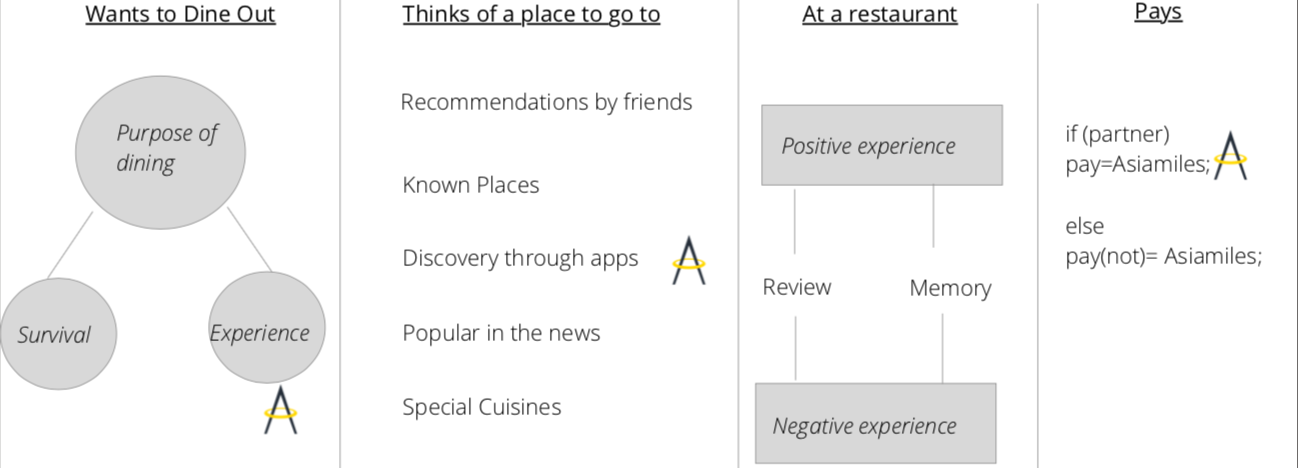 Wants to Dine Out
Purpose of
dining
Survival
Experience
Thinks of a place to go to
Recommendations by friends
Known Places
Discovery through apps
Popular in the news
Special Cuisines
At a restaurant
Positive experience
Review
Memory
Negative experience
Pays
if (partner)
pay=Asiamiles;
else
pay(not)= Asiamiles;